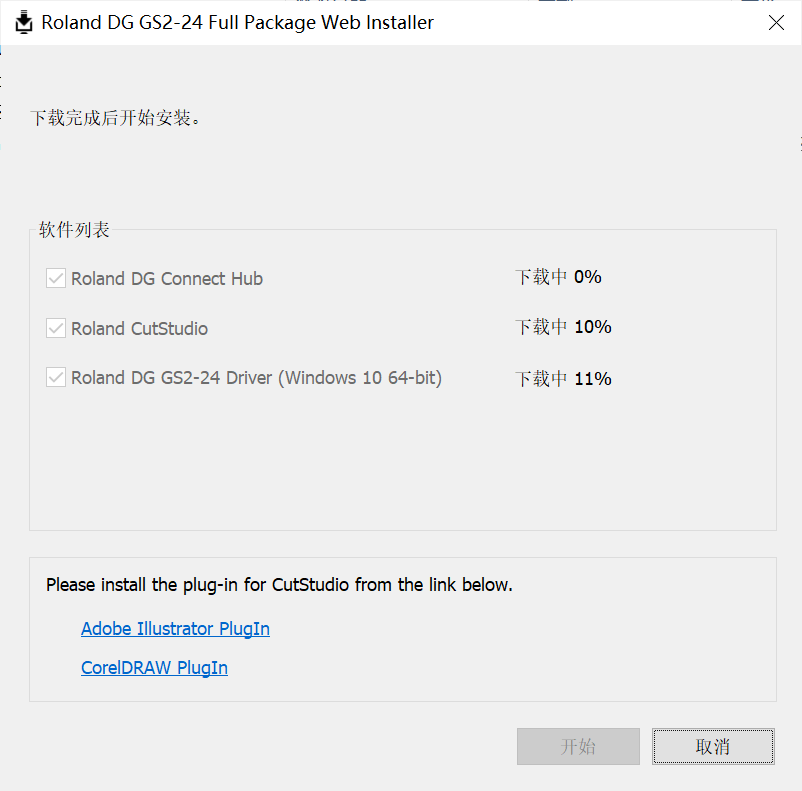 Roland DG GS2-24 Full Package Web Installer
下载完成后开始安装。
软件列表
Roland DG Connect Hub 下载中 0%
Roland CutStudio 下载中 10%
Roland DG GS2-24 Driver (Windows 10 64-bit) 下载中 11%
Please install the plug-in for CutStudio from the link below.
Adobe Illustrator PlugIn
CorelDRAW PlugIn
开始 取消